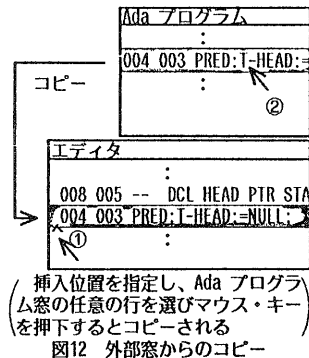 Ada プログラム
:
004 003 PRED:T-HEAD:=
:
②
コピー
エディタ
:
008 005 -- DCL HEAD PTR STA
004 003 PRED:T-HEAD:=NULL;
①
:
挿入位置を指定し、Ada プログラ
ム窓の任意の行を選びマウス・キー
を押下するとコピーされる
図12 外部窓からのコピー